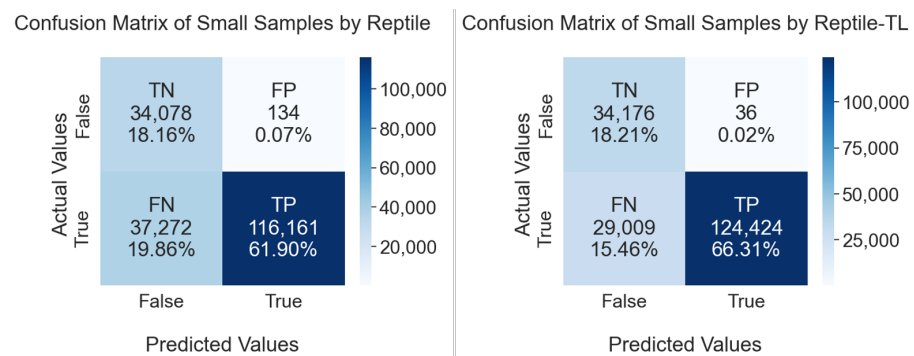 Confusion Matrix of Small Samples by Reptile
TN
34,078
18.16%
FP
134
0.07%
FN
37,272
19.86%
TP
116,161
61.90%
Actual Values
False
True
False
True
Predicted Values
100,000
80,000
60,000
40,000
20,000
Confusion Matrix of Small Samples by Reptile-TL
TN
34,176
18.21%
FP
36
0.02%
FN
29,009
15.46%
TP
124,424
66.31%
Actual Values
False
True
False
True
Predicted Values
100,000
75,000
50,000
25,000